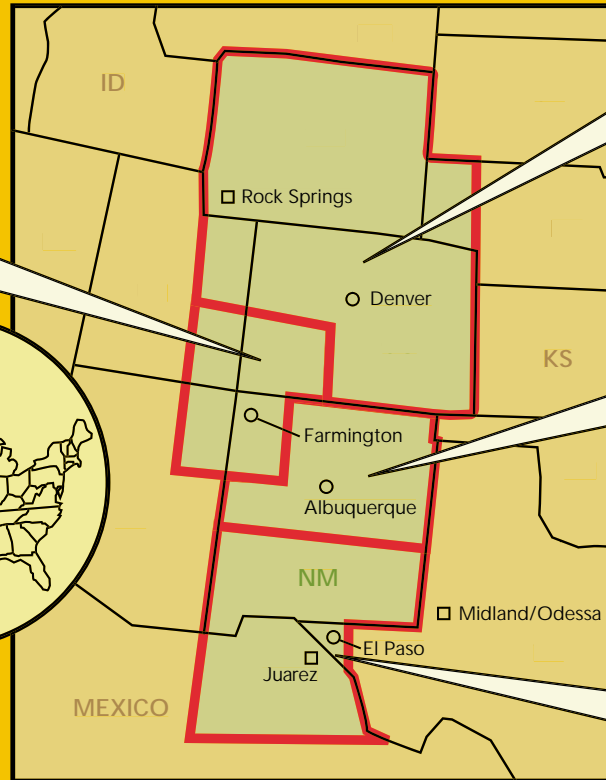 ID
Rock Springs
Denver
KS
Farmington
Albuquerque
NM
Midland/Odessa
El Paso
Juarez
MEXICO